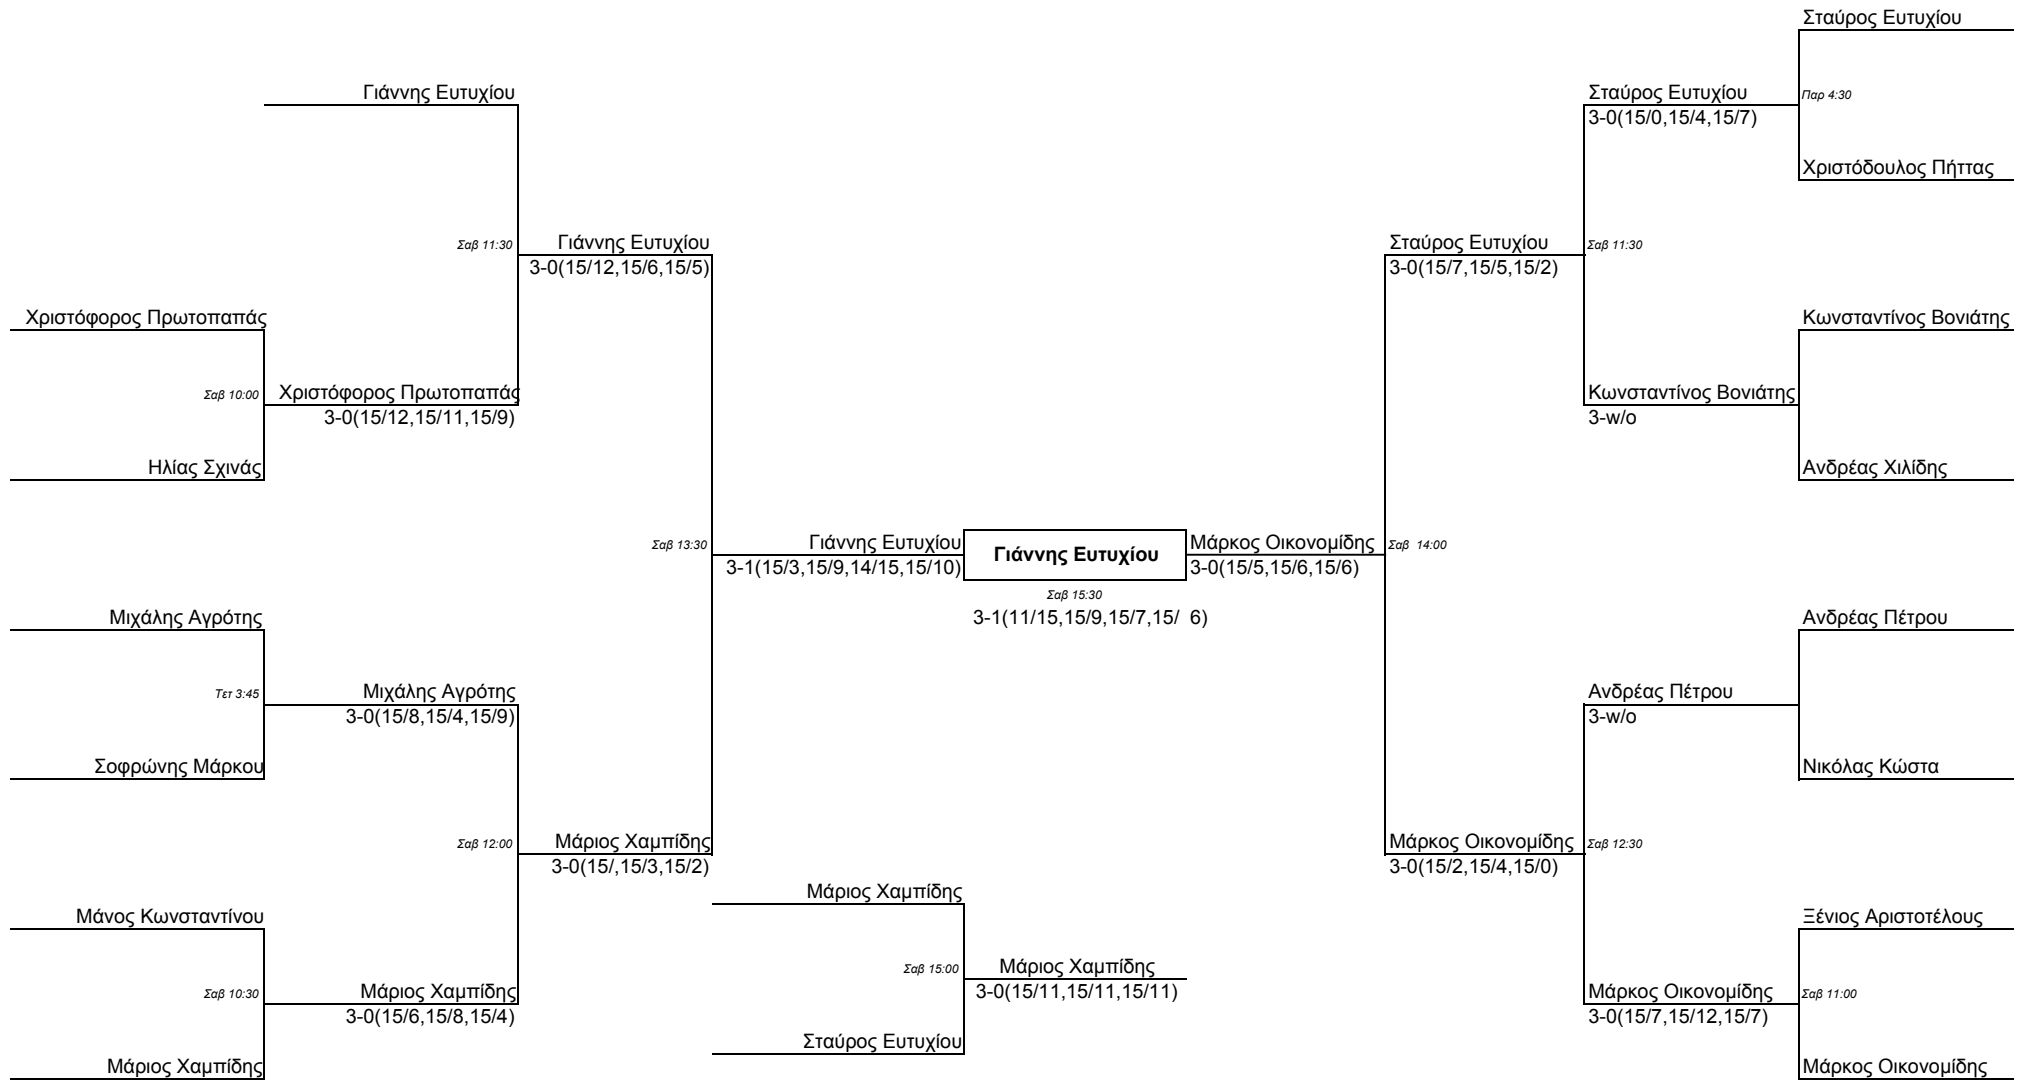 Σταύρος Ευτυχίου
Γιάννης Ευτυχίου
Σταύρος Ευτυχίου
Παρ 4:30
3-0(15/0,15/4,15/7)
Χριστόδουλος Πήττας
Σαβ 11:30
Γιάννης Ευτυχίου
Σταύρος Ευτυχίου
Σαβ 11:30
3-0(15/12,15/6,15/5)
3-0(15/7,15/5,15/2)
Χριστόφορος Πρωτοπαπάς
Κωνσταντίνος Βονιάτης
Σαβ 10:00
Χριστόφορος Πρωτοπαπάς
Κωνσταντίνος Βονιάτης
3-0(15/12,15/11,15/9)
3-w/o
Ηλίας Σχινάς
Ανδρέας Χιλίδης
Σαβ 13:30
Γιάννης Ευτυχίου
Γιάννης Ευτυχίου
Μάρκος Οικονομίδης
Σαβ 14:00
3-1(15/3,15/9,14/15,15/10)
3-0(15/5,15/6,15/6)
Σαβ 15:30
3-1(11/15,15/9,15/7,15/ 6)
Μιχάλης Αγρότης
Ανδρέας Πέτρου
Τετ 3:45
Μιχάλης Αγρότης
Ανδρέας Πέτρου
3-0(15/8,15/4,15/9)
3-w/o
Σοφρώνης Μάρκου
Νικόλας Κώστα
Σαβ 12:00
Μάριος Χαμπίδης
Μάρκος Οικονομίδης
Σαβ 12:30
3-0(15/,15/3,15/2)
3-0(15/2,15/4,15/0)
Μάριος Χαμπίδης
Μάνος Κωνσταντίνου
Ξένιος Αριστοτέλους
Σαβ 15:00
Μάριος Χαμπίδης
3-0(15/11,15/11,15/11)
Σαβ 10:30
Μάριος Χαμπίδης
Μάρκος Οικονομίδης
Σαβ 11:00
3-0(15/6,15/8,15/4)
3-0(15/7,15/12,15/7)
Σταύρος Ευτυχίου
Μάριος Χαμπίδης
Μάρκος Οικονομίδης